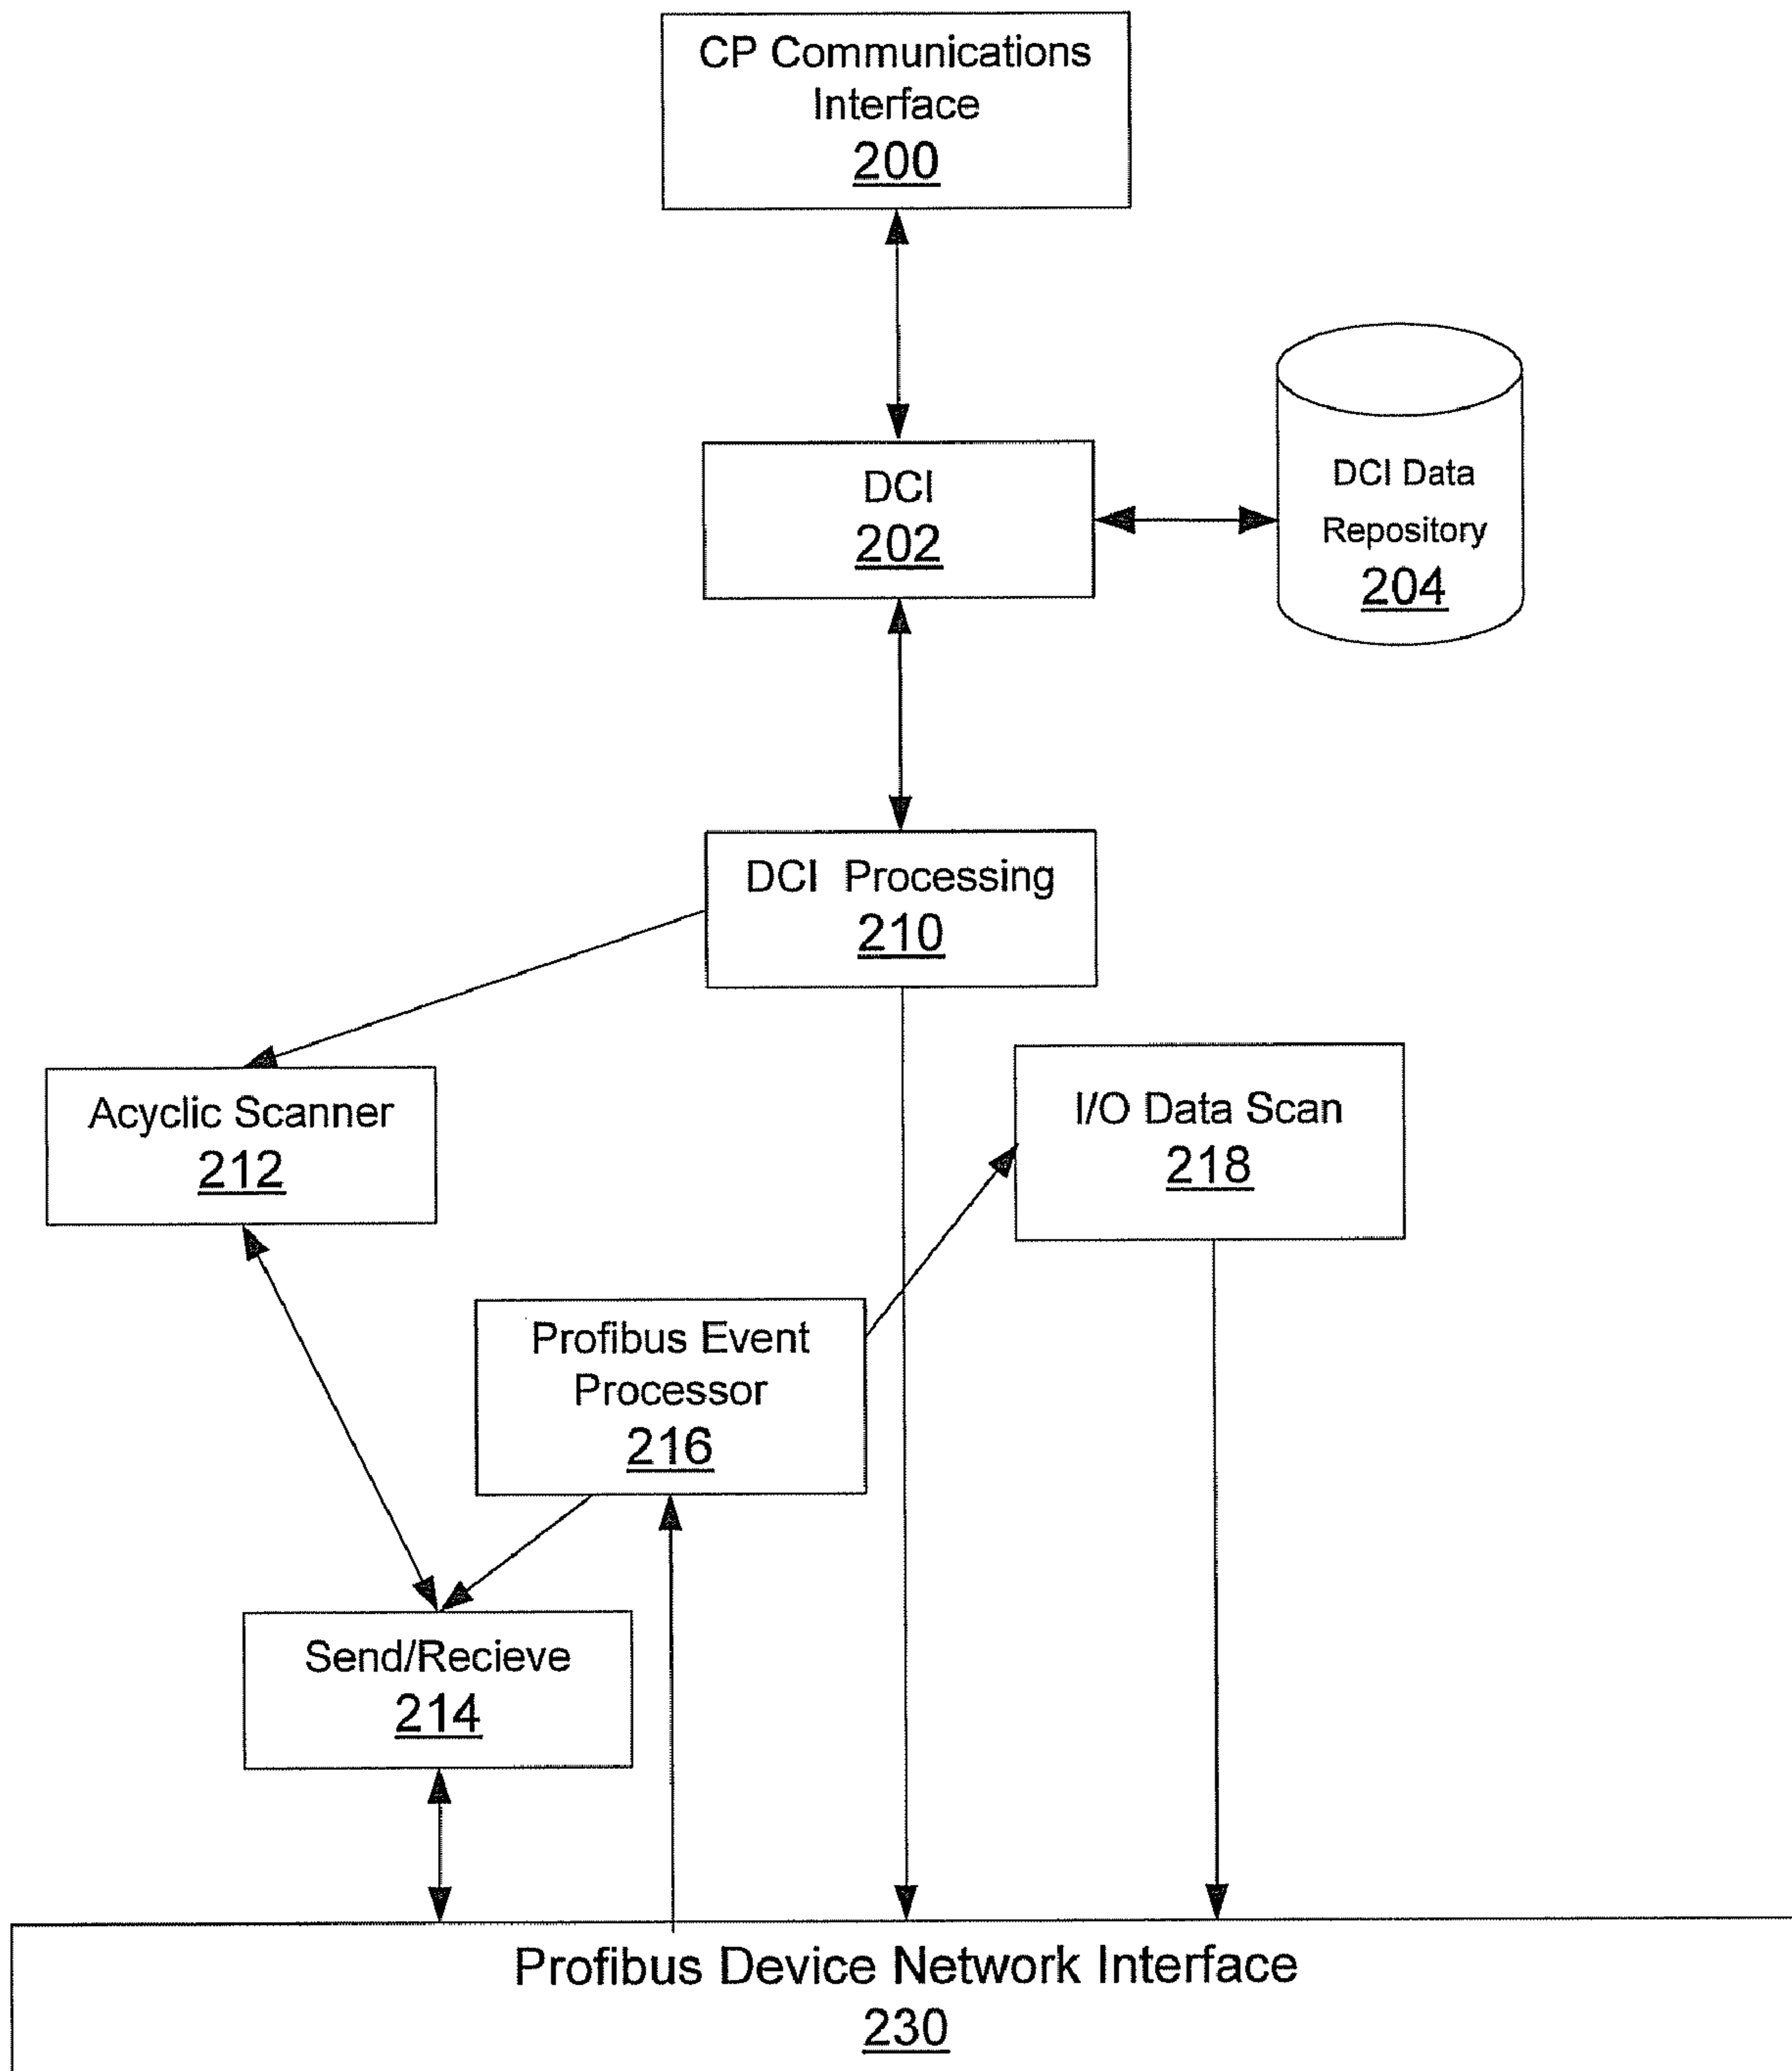 CP Communications
Interface
200
DCI
202
DCI Data
Repository
204
DCI Processing
210
Acyclic Scanner
212
I/O Data Scan
218
Profibus Event
Processor
216
Send/Recieve
214
Profibus Device Network Interface
230